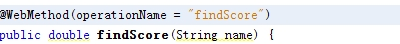 @WebMethod(operationName = "findScore")
public double findScore(String name) {